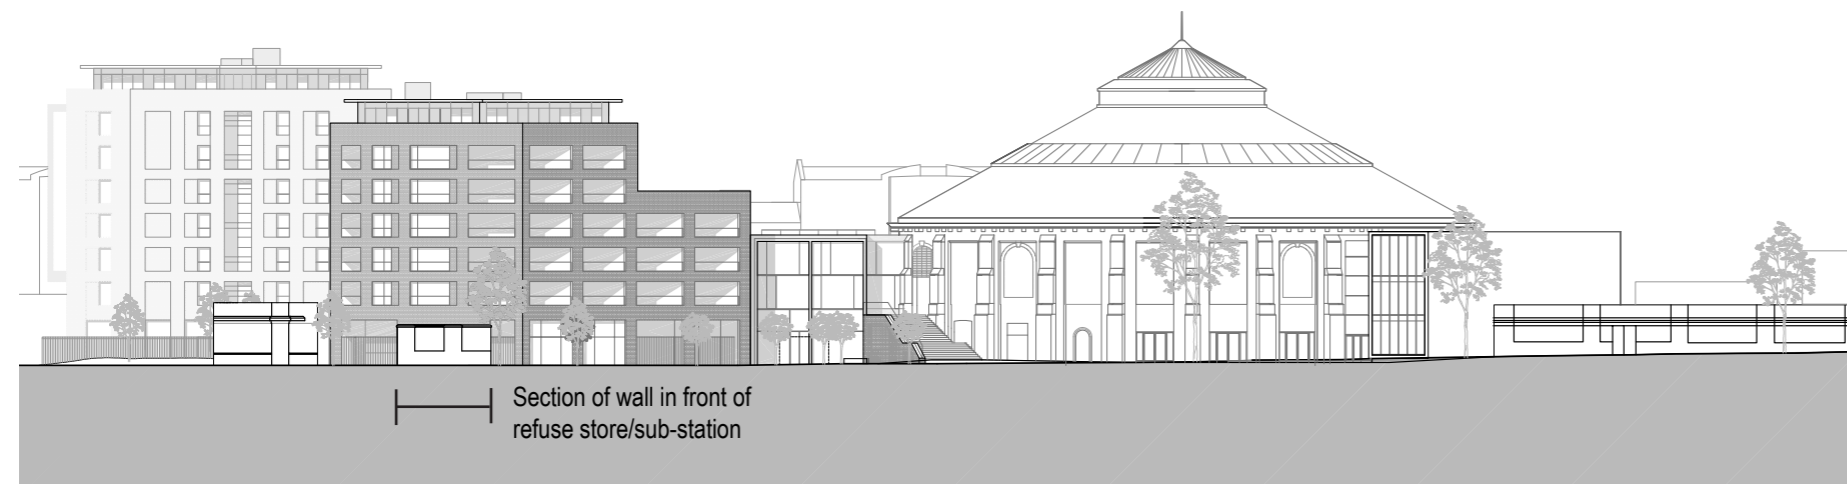 Section of wall in front of
refuse store/sub-station